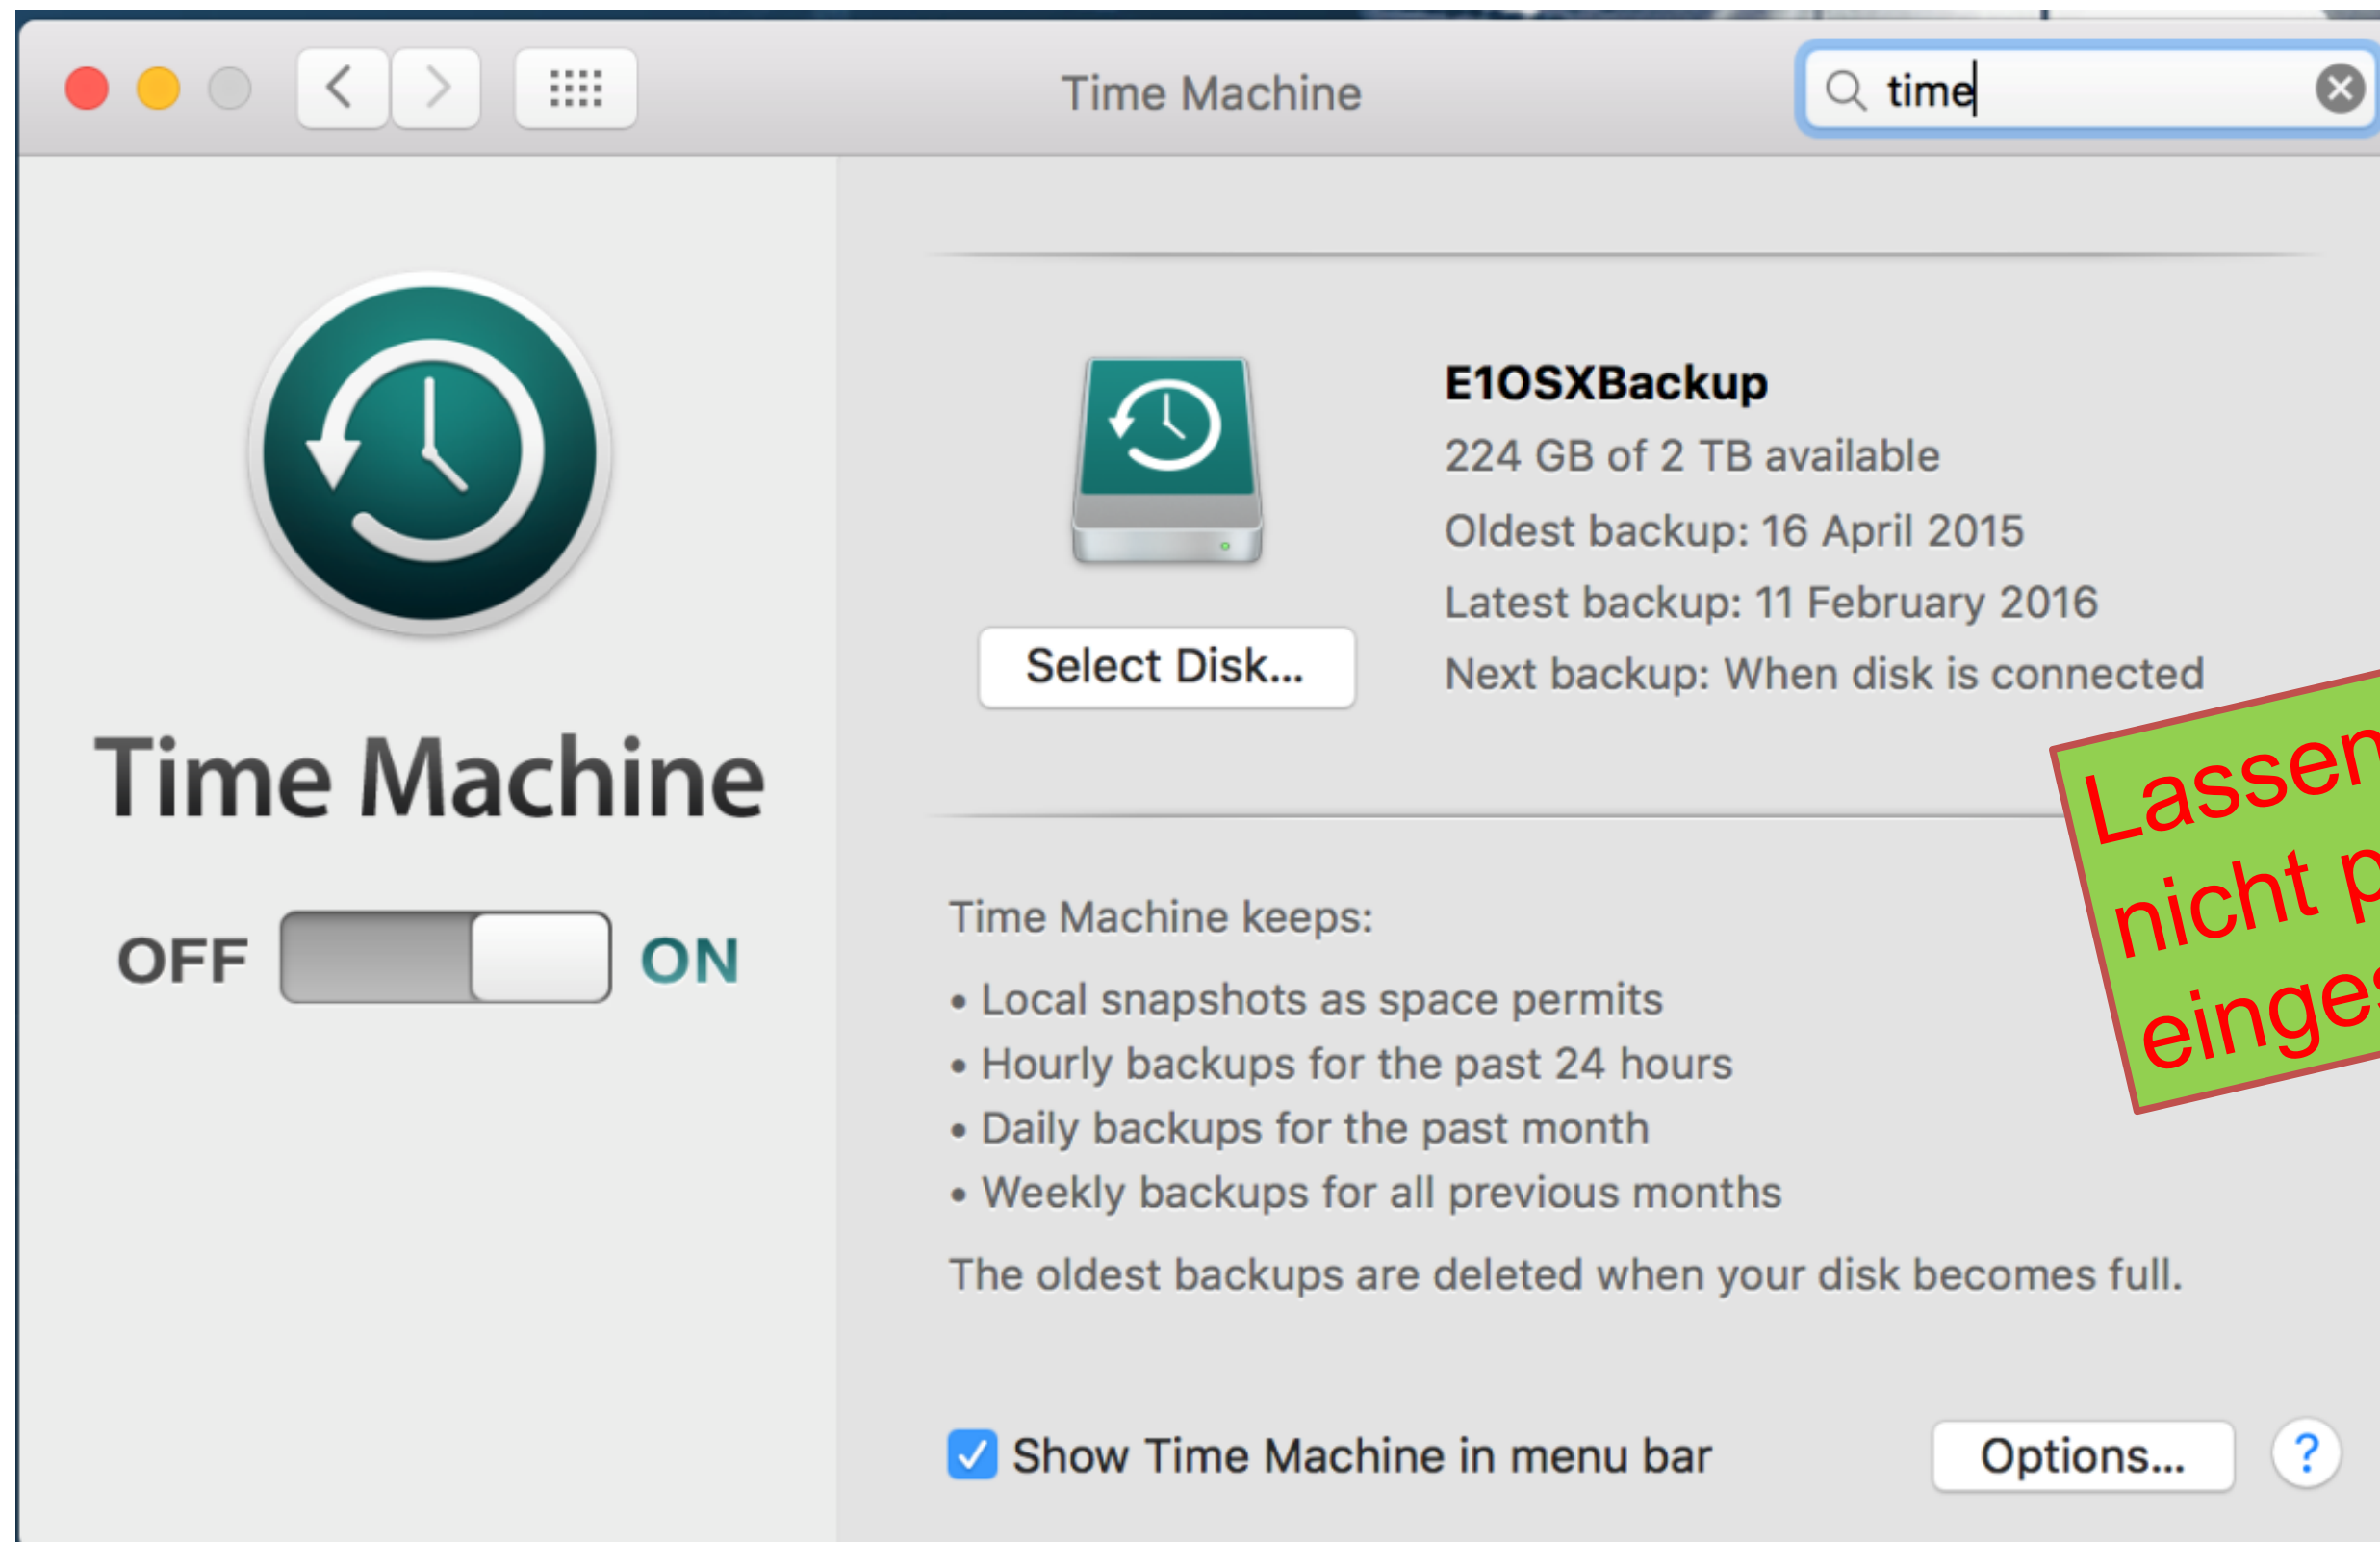 Time Machine
time
E1OSXBackup
224 GB of 2 TB available
Oldest backup: 16 April 2015
Latest backup: 11 February 2016
Next backup: When disk is connected
Select Disk...
Time Machine
OFF ON
Lassen
nicht
Time Machine keeps:
• Local snapshots as space permits
• Hourly backups for the past 24 hours
• Daily backups for the past month
• Weekly backups for all previous months
The oldest backups are deleted when your disk becomes full.
Show Time Machine in menu bar
Options...
?